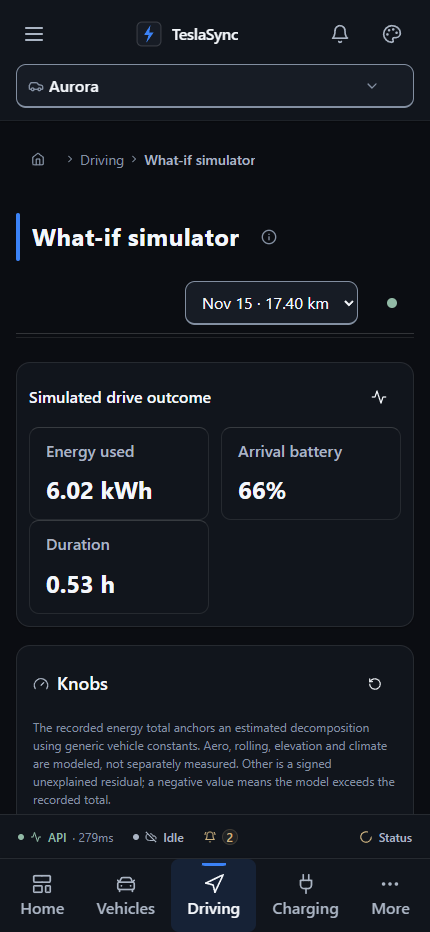 TeslaSync
Aurora
Driving
What-if simulator
What-if simulator
Nov 15 · 17.40 km
Simulated drive outcome
Energy used
6.02 kWh
Arrival battery
66%
Duration
0.53 h
Knobs
The recorded energy total anchors an estimated decomposition
using generic vehicle constants. Aero, rolling, elevation and climate
are modeled, not separately measured. Other is a signed
unexplained residual; a negative value means the model exceeds the
recorded total.
API · 279ms
Idle
2
Status
Home
Vehicles
Driving
Charging
More